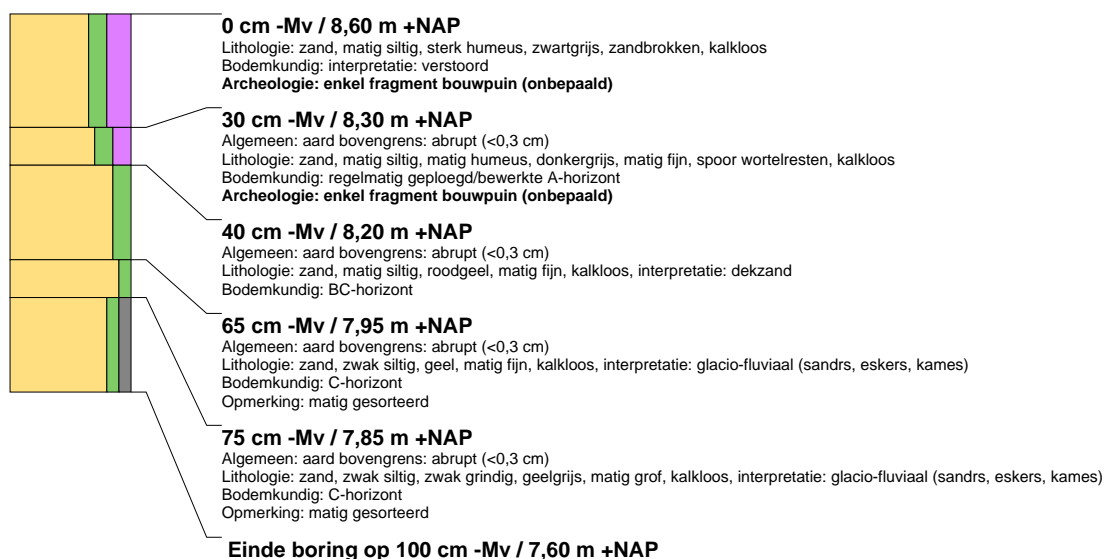 0 cm -Mv / 8,60 m +NAP
Lithologie: zand, matig siltig, sterk humeus, zwartgrijs, zandbrokken, kalkloos
Bodemkundig: interpretatie: verstoord
Archeologie: enkel fragment bouwpuin (onbepaald)
30 cm -Mv / 8,30 m +NAP
Algemeen: aard bovengrens: abrupt (<0,3 cm)
Lithologie: zand, matig siltig, matig humeus, donkergrijs, matig fijn, spoor wortelresten, kalkloos
Bodemkundig: regelmatig geploegd/bewerkte A-horizont
Archeologie: enkel fragment bouwpuin (onbepaald)
40 cm -Mv / 8,20 m +NAP
Algemeen: aard bovengrens: abrupt (<0,3 cm)
Lithologie: zand, matig siltig, roodgeel, matig fijn, kalkloos, interpretatie: dekzand
Bodemkundig: BC-horizont
65 cm -Mv / 7,95 m +NAP
Algemeen: aard bovengrens: abrupt (<0,3 cm)
Lithologie: zand, zwak siltig, geel, matig fijn, kalkloos, interpretatie: glacio-fluviaal (sandrs, eskers, kames)
Bodemkundig: C-horizont
Opmerking: matig gesorteerd
75 cm -Mv / 7,85 m +NAP
Algemeen: aard bovengrens: abrupt (<0,3 cm)
Lithologie: zand, zwak siltig, zwak grindig, geelgrijs, matig grof, kalkloos, interpretatie: glacio-fluviaal (sandrs, eskers, kames)
Bodemkundig: C-horizont
Opmerking: matig gesorteerd
Einde boring op 100 cm -Mv / 7,60 m +NAP